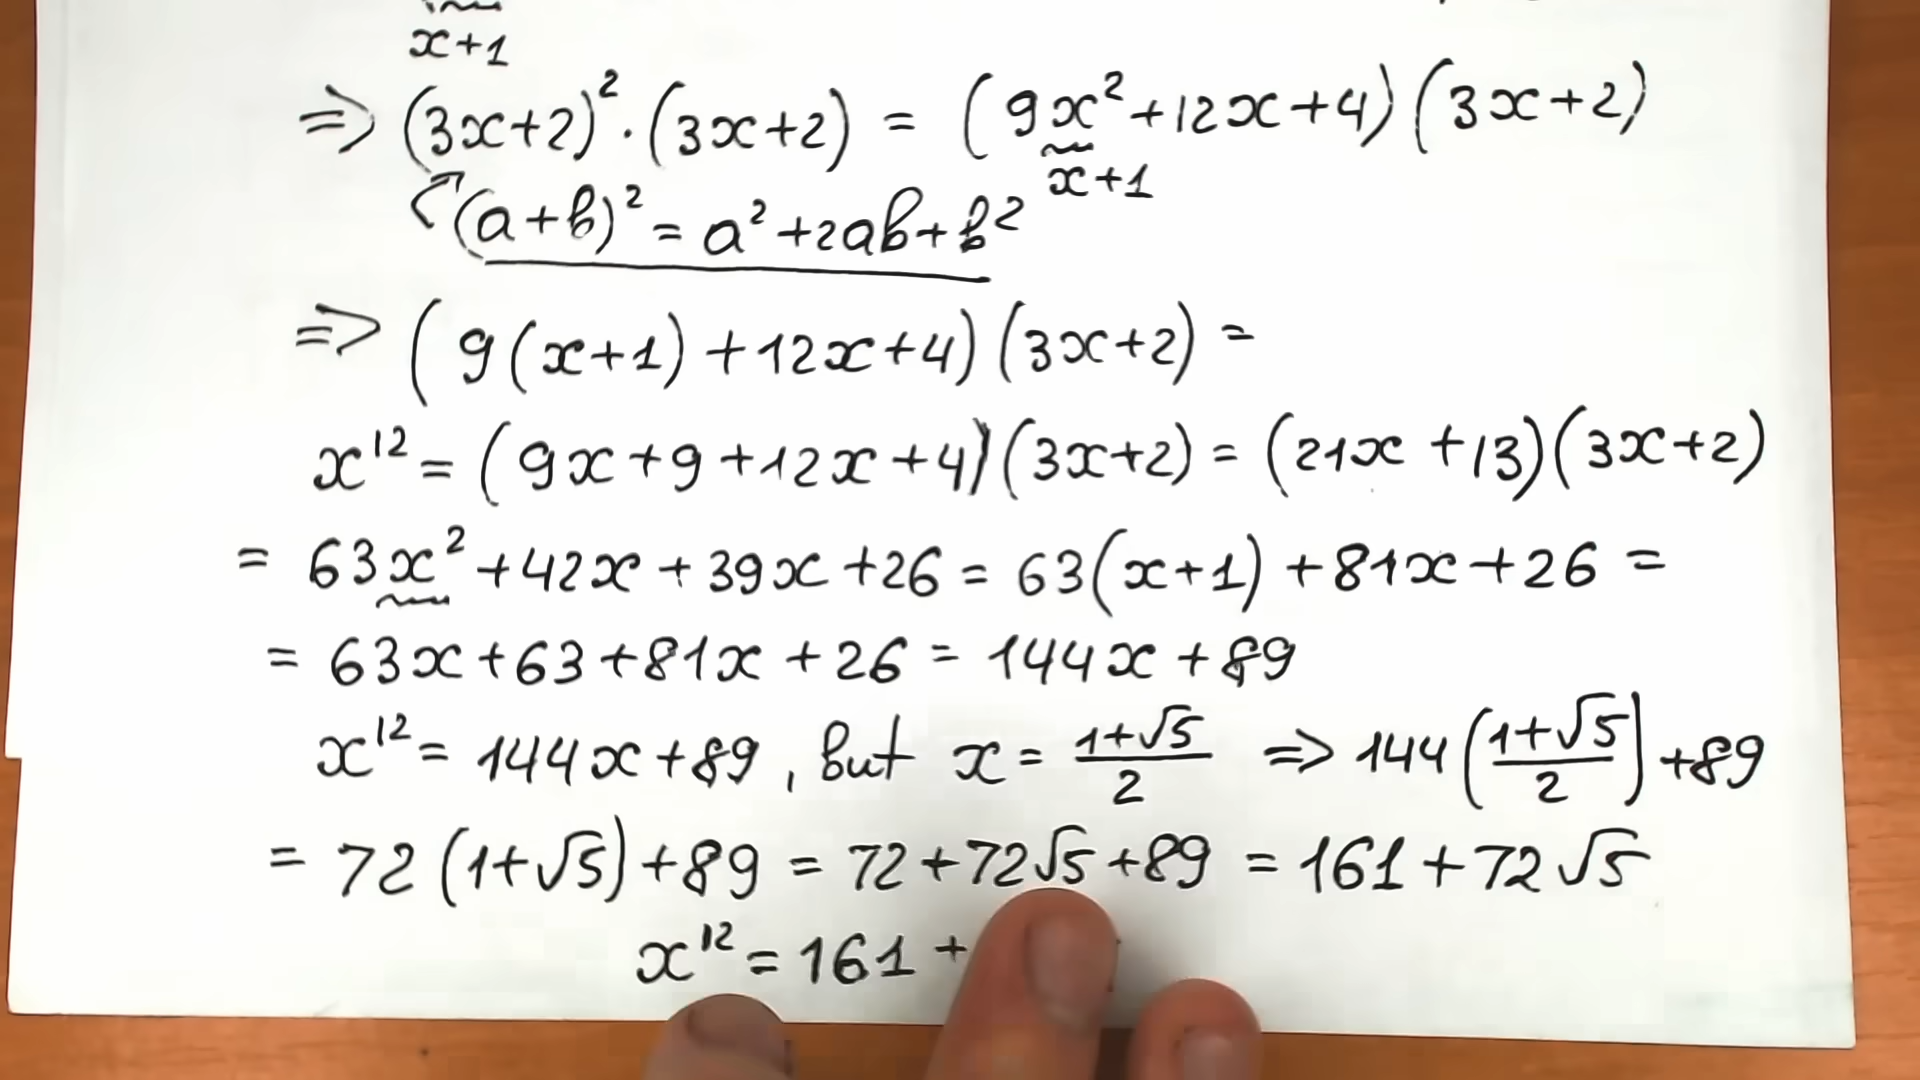 x+1
=> (3x+2)²·(3x+2) = (9x²+12x+4)(3x+2)
x+1
(a+b)² = a²+2ab+b²
=> (9(x+1)+12x+4)(3x+2) =
x¹² = (9x+9+12x+4)(3x+2) = (21x+13)(3x+2)
= 63x²+42x+39x+26 = 63(x+1)+81x+26 =
= 63x+63+81x+26 = 144x+89
x¹² = 144x+89, but x = (1+√5)/2 => 144((1+√5)/2)+89
= 72(1+√5)+89 = 72+72√5+89 = 161+72√5
x¹² = 161 +